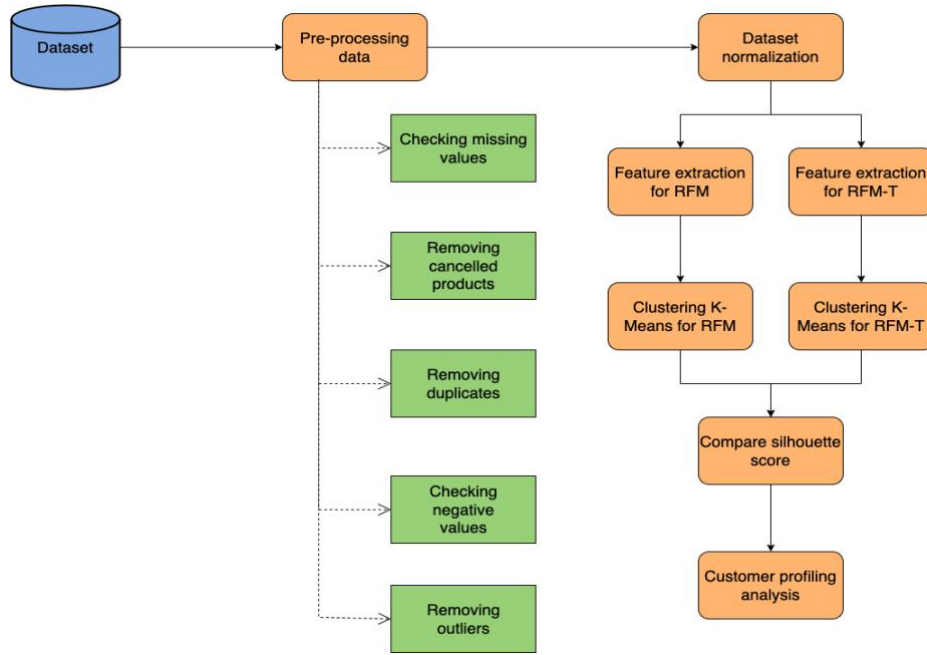 Dataset
Pre-processing
data
Dataset
normalization
Checking missing
values
Removing
cancelled
products
Removing
duplicates
Checking
negative
values
Removing
outliers
Feature extraction
for RFM
Feature extraction
for RFM-T
Clustering K-
Means for RFM
Clustering K-
Means for RFM-T
Compare silhouette
score
Customer profiling
analysis